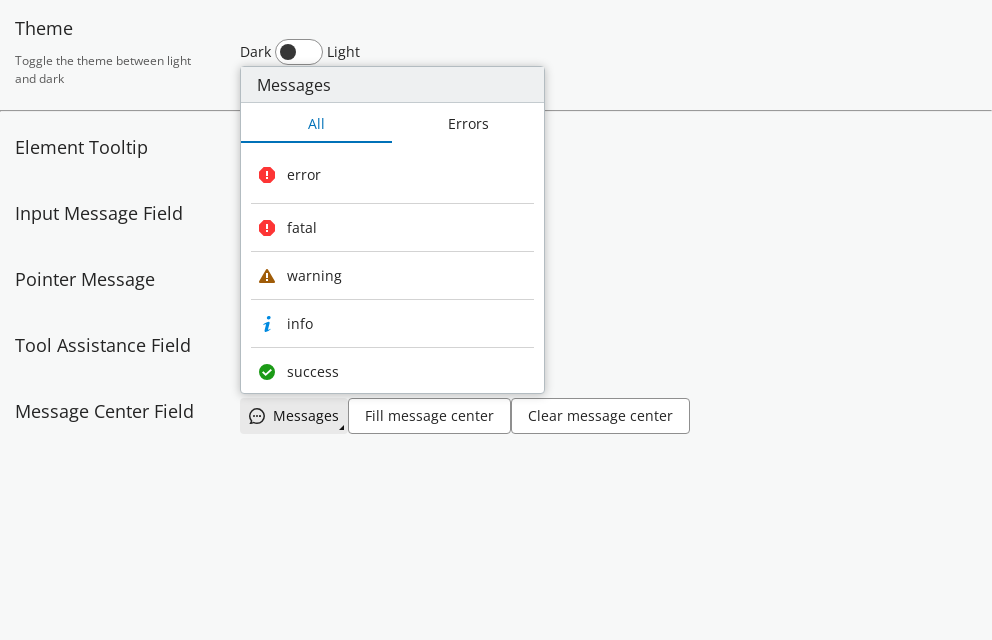 Theme
Toggle the theme between light
and dark
Dark Light
Messages
All Errors
error
fatal
warning
info
success
Element Tooltip
Input Message Field
Pointer Message
Tool Assistance Field
Message Center Field
Messages Fill message center Clear message center